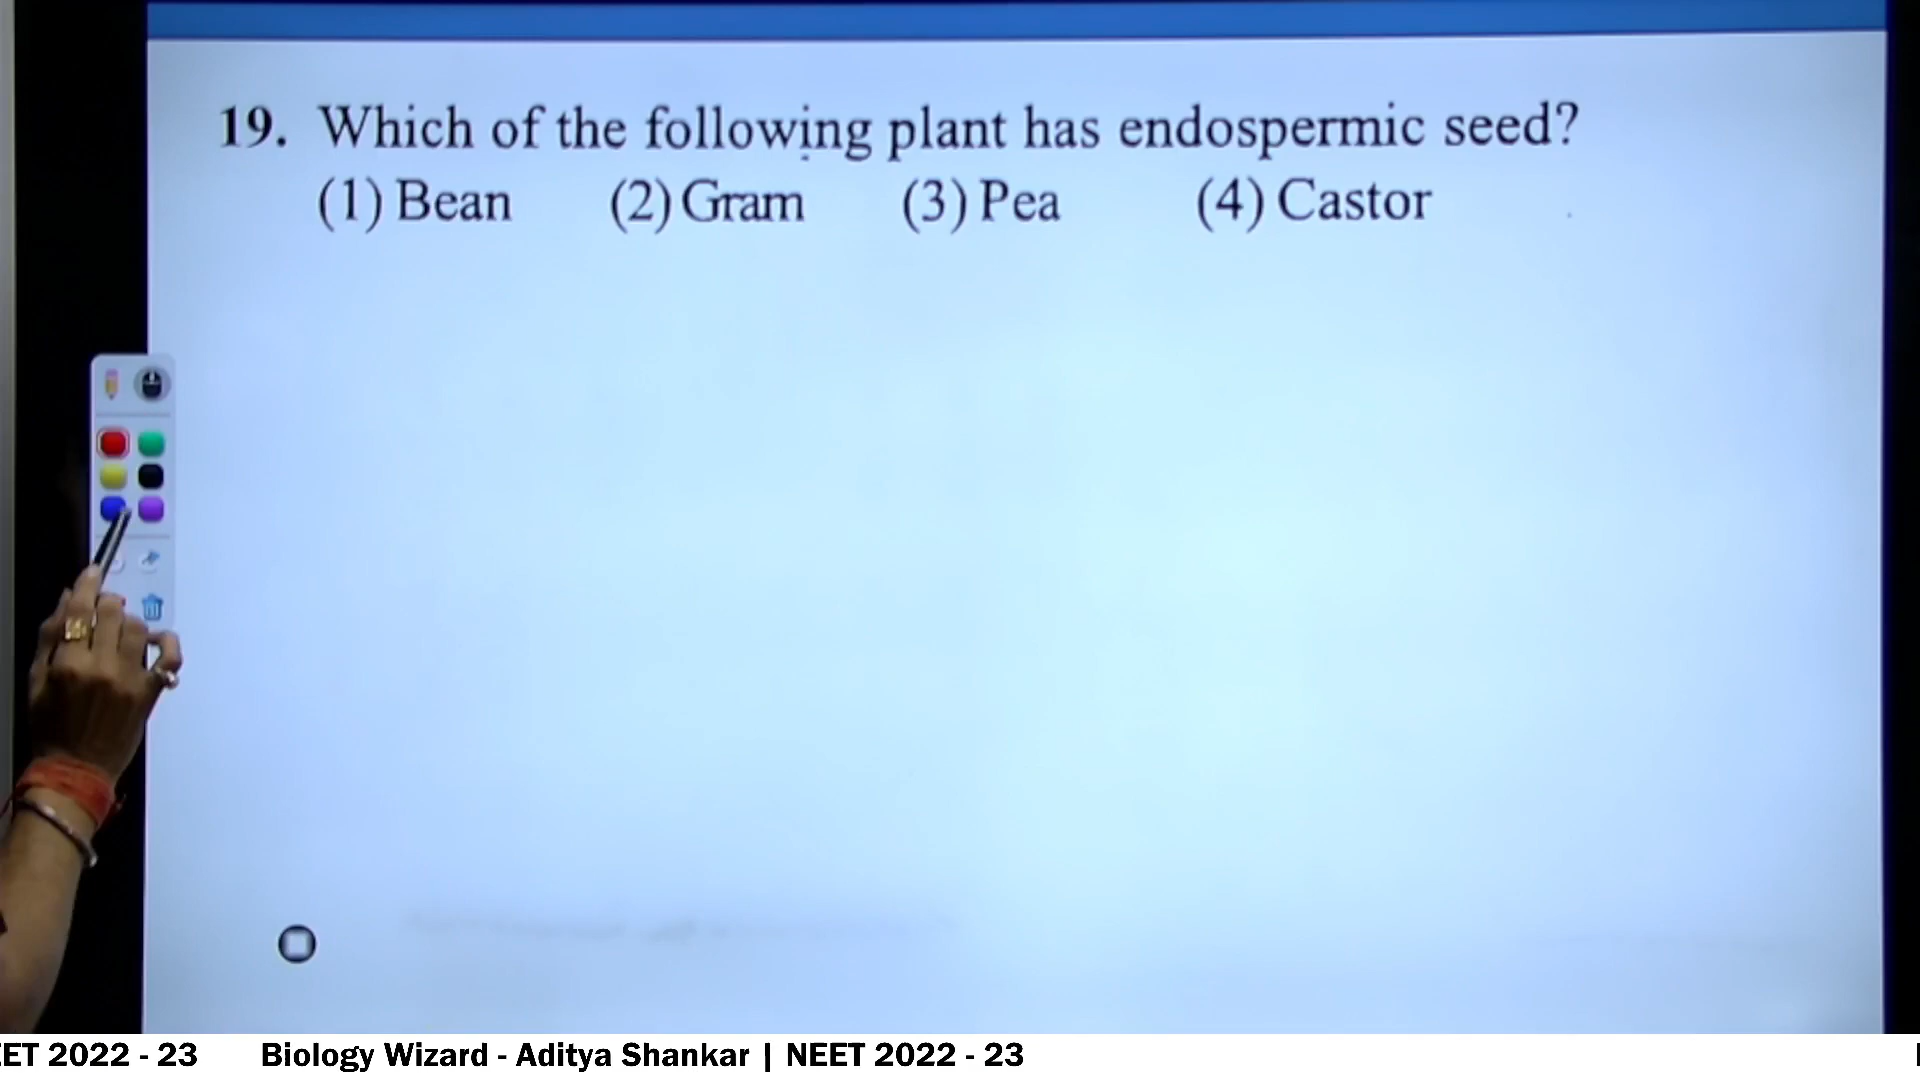 19. Which of the following plant has endospermic seed?
(1) Bean (2) Gram (3) Pea (4) Castor
ET 2022 - 23 Biology Wizard - Aditya Shankar | NEET 2022 - 23